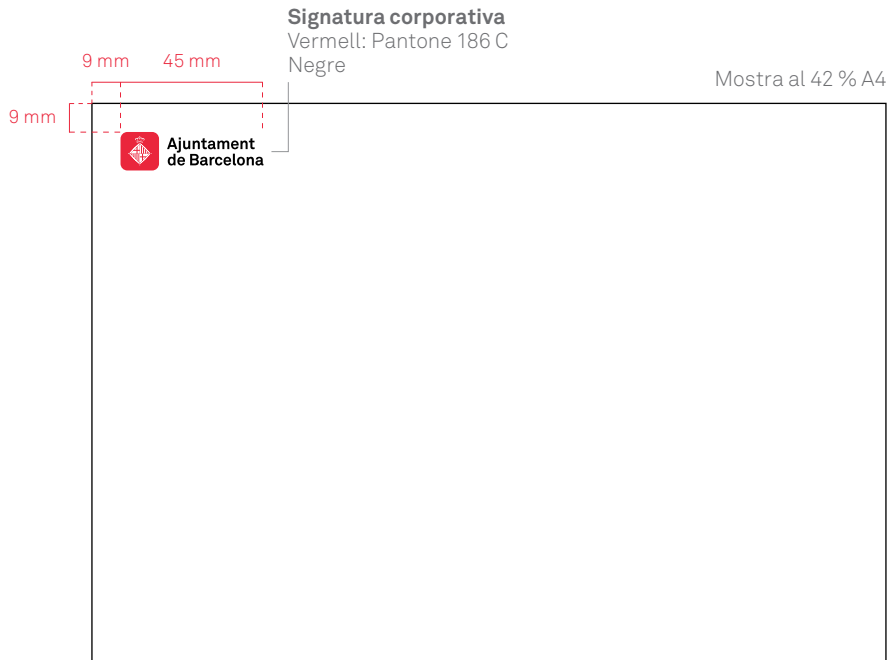 Signatura corporativa
Vermell: Pantone 186 C
Negre
9 mm
45 mm
Mostra al 42 % A4
9 mm
Ajuntament
de Barcelona